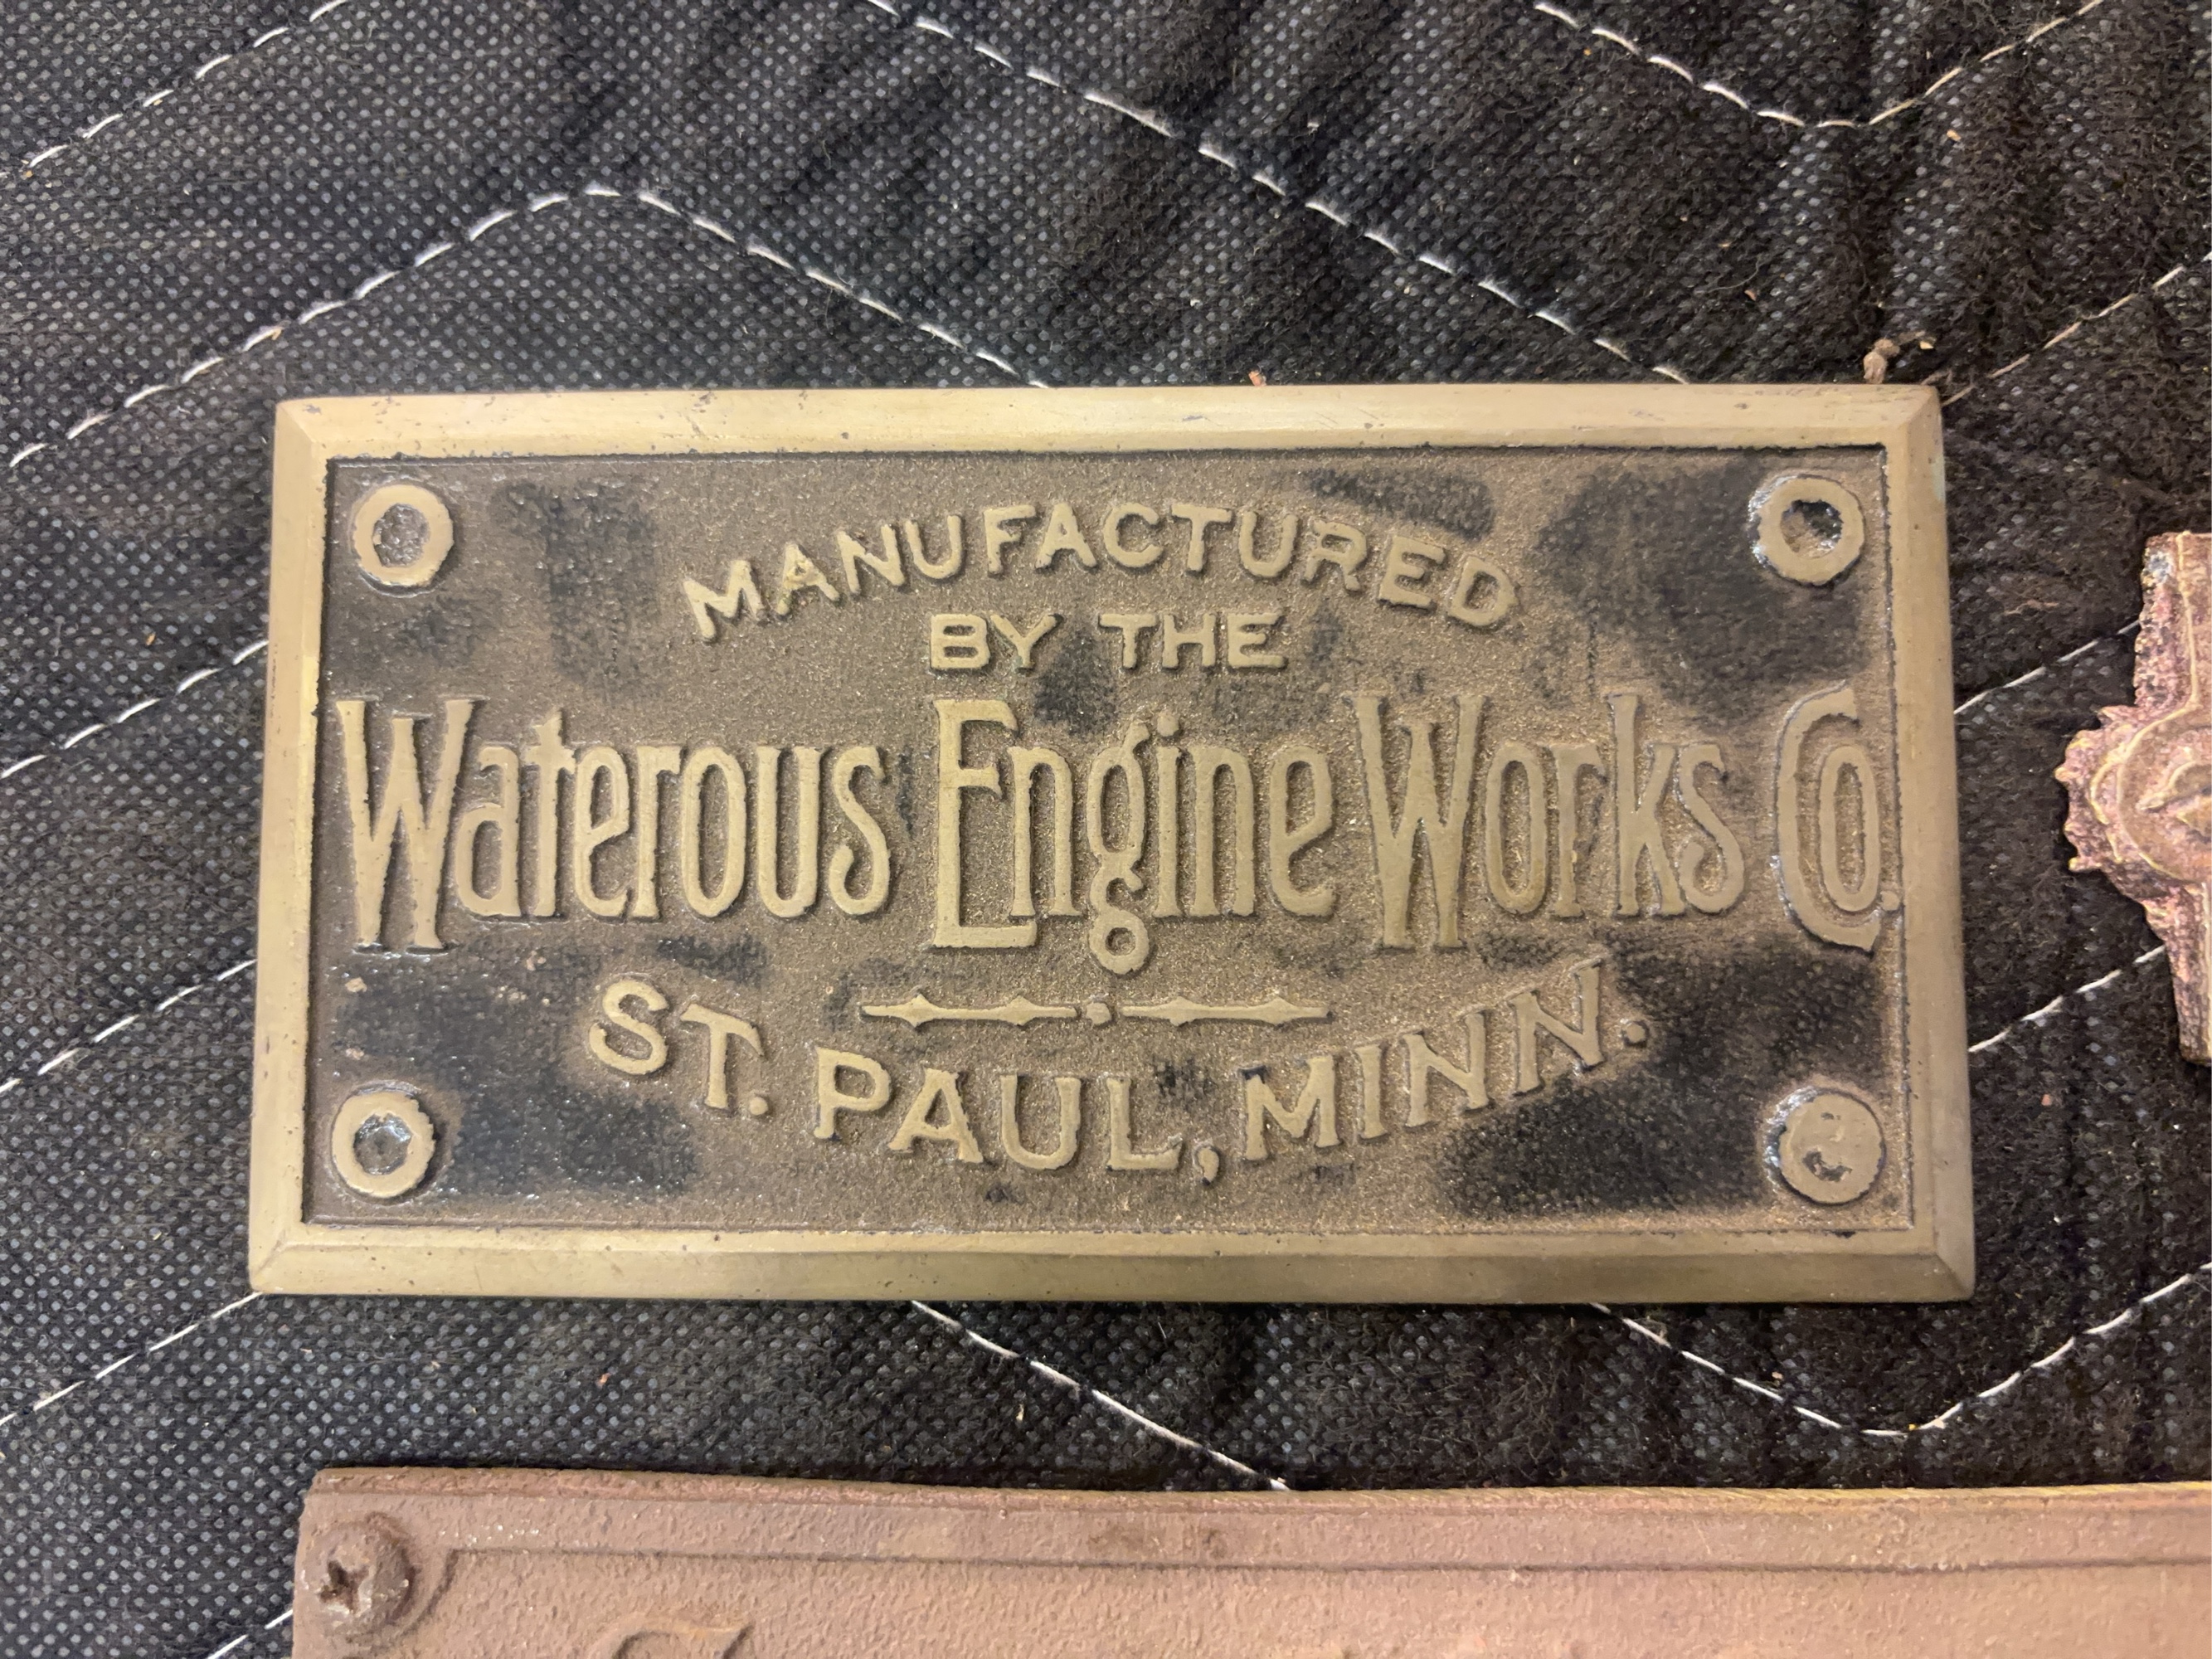 MANUFACTURED
BY THE
Waterous Engine Works Co.
ST. PAUL, MINN.